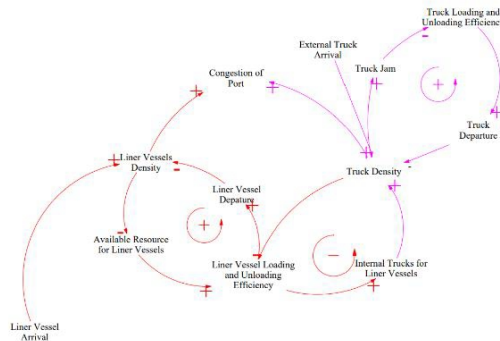 Truck Loading and
Unloading Efficienc
External Truck
Arrival
Truck Jam
Congestion of
Port
Truck
Departure
Liner Vessels
Density
Truck Density
Liner Vessel
Depature
Available Resource
for Liner Vessels
Liner Vessel Loading
and Unloading
Efficiency
Internal Trucks for
Liner Vessels
Liner Vessel
Arrival